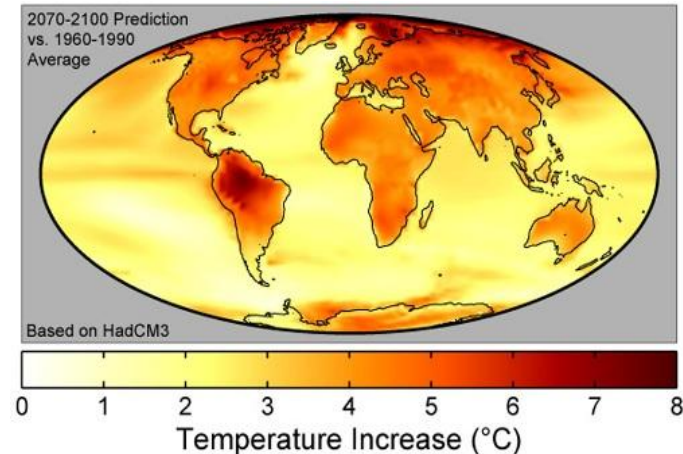 2070-2100 Prediction
vs. 1960-1990
Average
Based on HadCM3
0 1 2 3 4 5 6 7 8
Temperature Increase (°C)